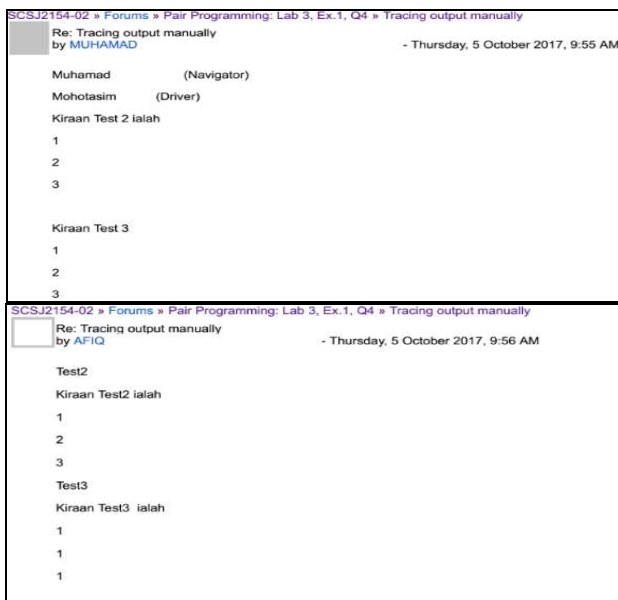 SCSJ2154-02 » Forums » Pair Programming: Lab 3, Ex.1, Q4 » Tracing output manually
Re: Tracing output manually
by MUHAMAD - Thursday, 5 October 2017, 9:55 AM
Muhamad (Navigator)
Mohotasim (Driver)
Kiraan Test 2 ialah
1
2
3
Kiraan Test 3
1
2
3
SCSJ2154-02 » Forums » Pair Programming: Lab 3, Ex.1, Q4 » Tracing output manually
Re: Tracing output manually
by AFIQ - Thursday, 5 October 2017, 9:56 AM
Test2
Kiraan Test2 ialah
1
2
3
Test3
Kiraan Test3 ialah
1
1
1